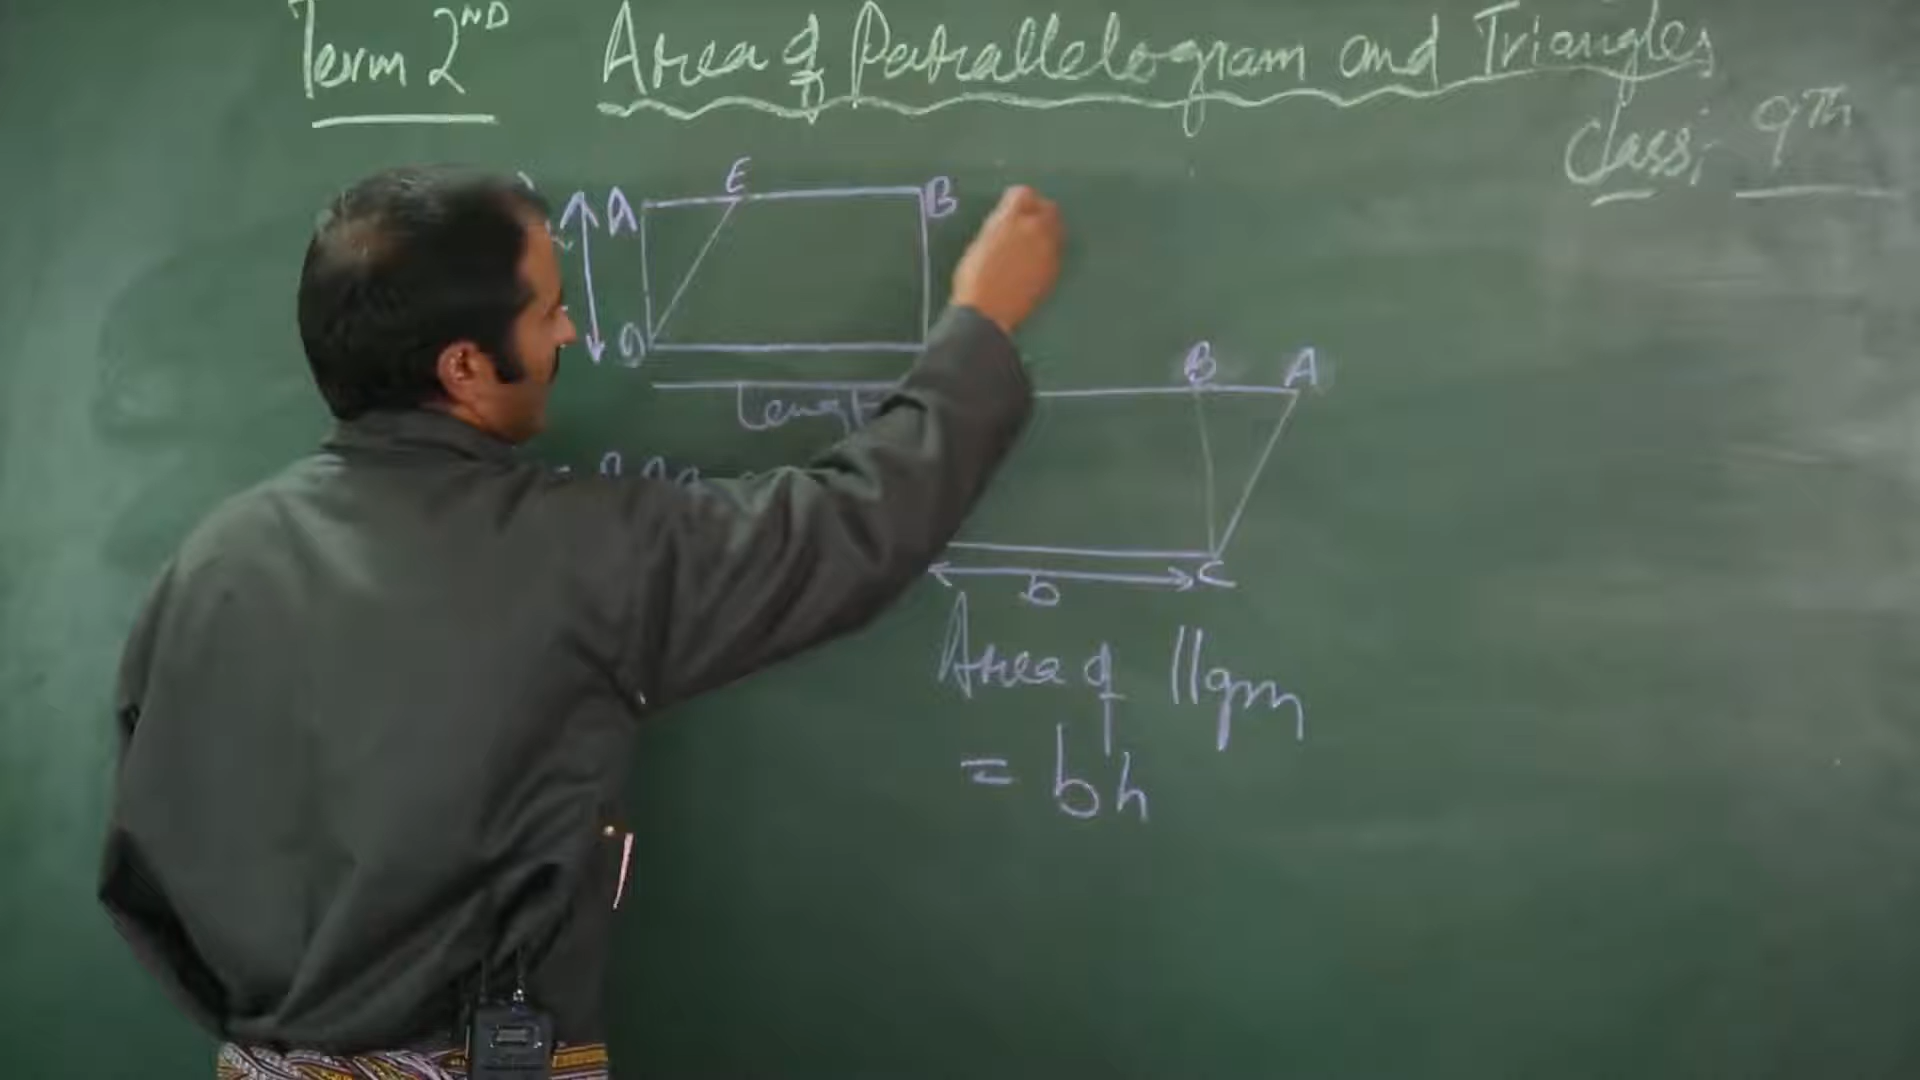 Term 2ND Area of Parallelogram and Triangles
Class; 9Th
E
A B
D
B A
b C
Area of ||gm
= bh